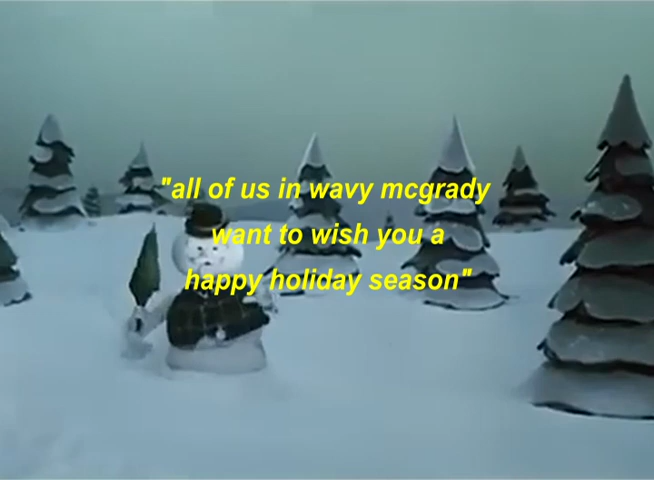 "all of us in wavy mcgrady
want to wish you a
happy holiday season"